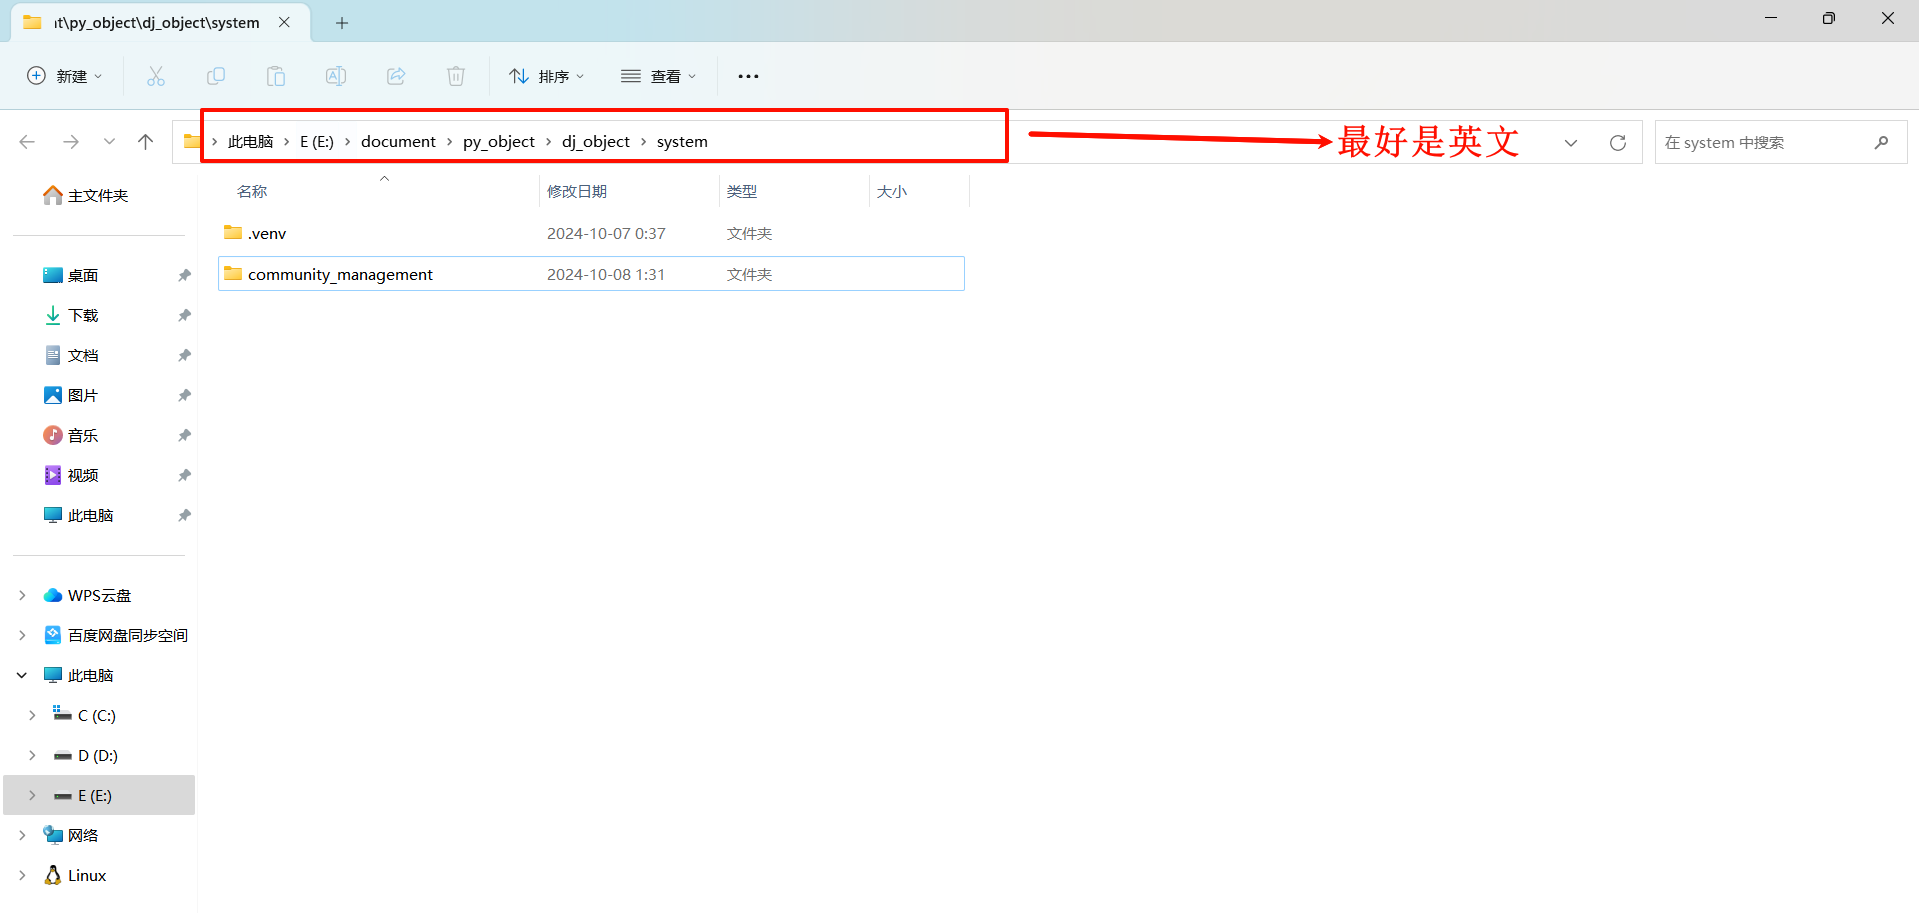 ıt\py_object\dj_object\system
新建
排序
查看
此电脑 › E (E:) › document › py_object › dj_object › system
最好是英文
在 system 中搜索
名称
修改日期
类型
大小
.venv
2024-10-07 0:37
文件夹
community_management
2024-10-08 1:31
文件夹
主文件夹
桌面
下载
文档
图片
音乐
视频
此电脑
WPS云盘
百度网盘同步空间
此电脑
C (C:)
D (D:)
E (E:)
网络
Linux